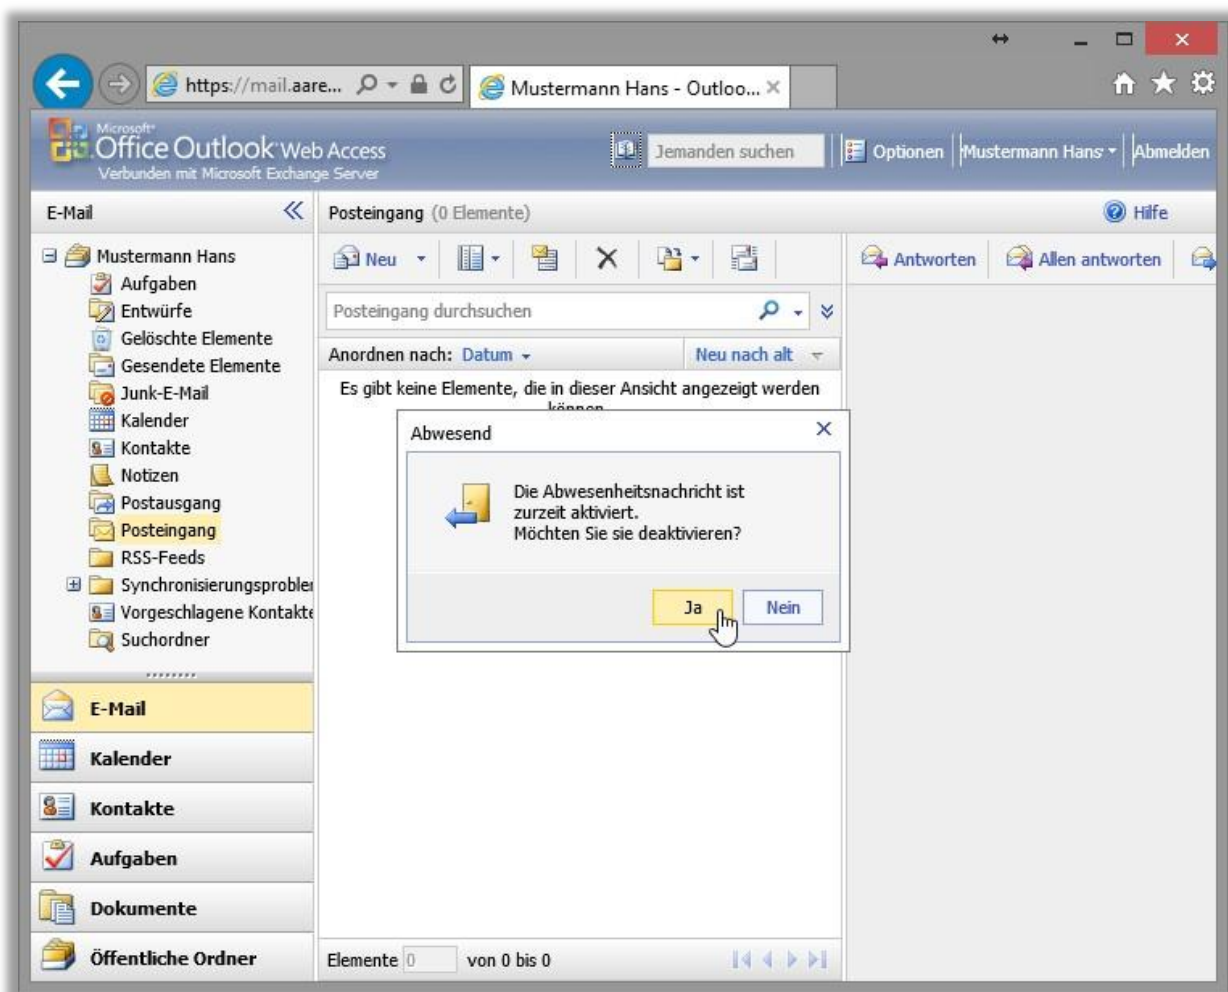 https://mail.aare...
Mustermann Hans - Outloo...
Microsoft
Office Outlook Web Access
Verbunden mit Microsoft Exchange Server
Jemanden suchen
Optionen
Mustermann Hans
Abmelden
E-Mail
Posteingang (0 Elemente)
Hilfe
Mustermann Hans
Aufgaben
Entwürfe
Gelöschte Elemente
Gesendete Elemente
Junk-E-Mail
Kalender
Kontakte
Notizen
Postausgang
Posteingang
RSS-Feeds
Synchronisierungsproblem
Vorgeschlagene Kontakte
Suchordner
E-Mail
Kalender
Kontakte
Aufgaben
Dokumente
Öffentliche Ordner
Neu
Posteingang durchsuchen
Anordnen nach: Datum
Neu nach alt
Es gibt keine Elemente, die in dieser Ansicht angezeigt werden
können
Abwesend
Die Abwesenheitsnachricht ist
zurzeit aktiviert.
Möchten Sie sie deaktivieren?
Ja
Nein
Elemente 0 von 0 bis 0
Antworten
Allen antworten